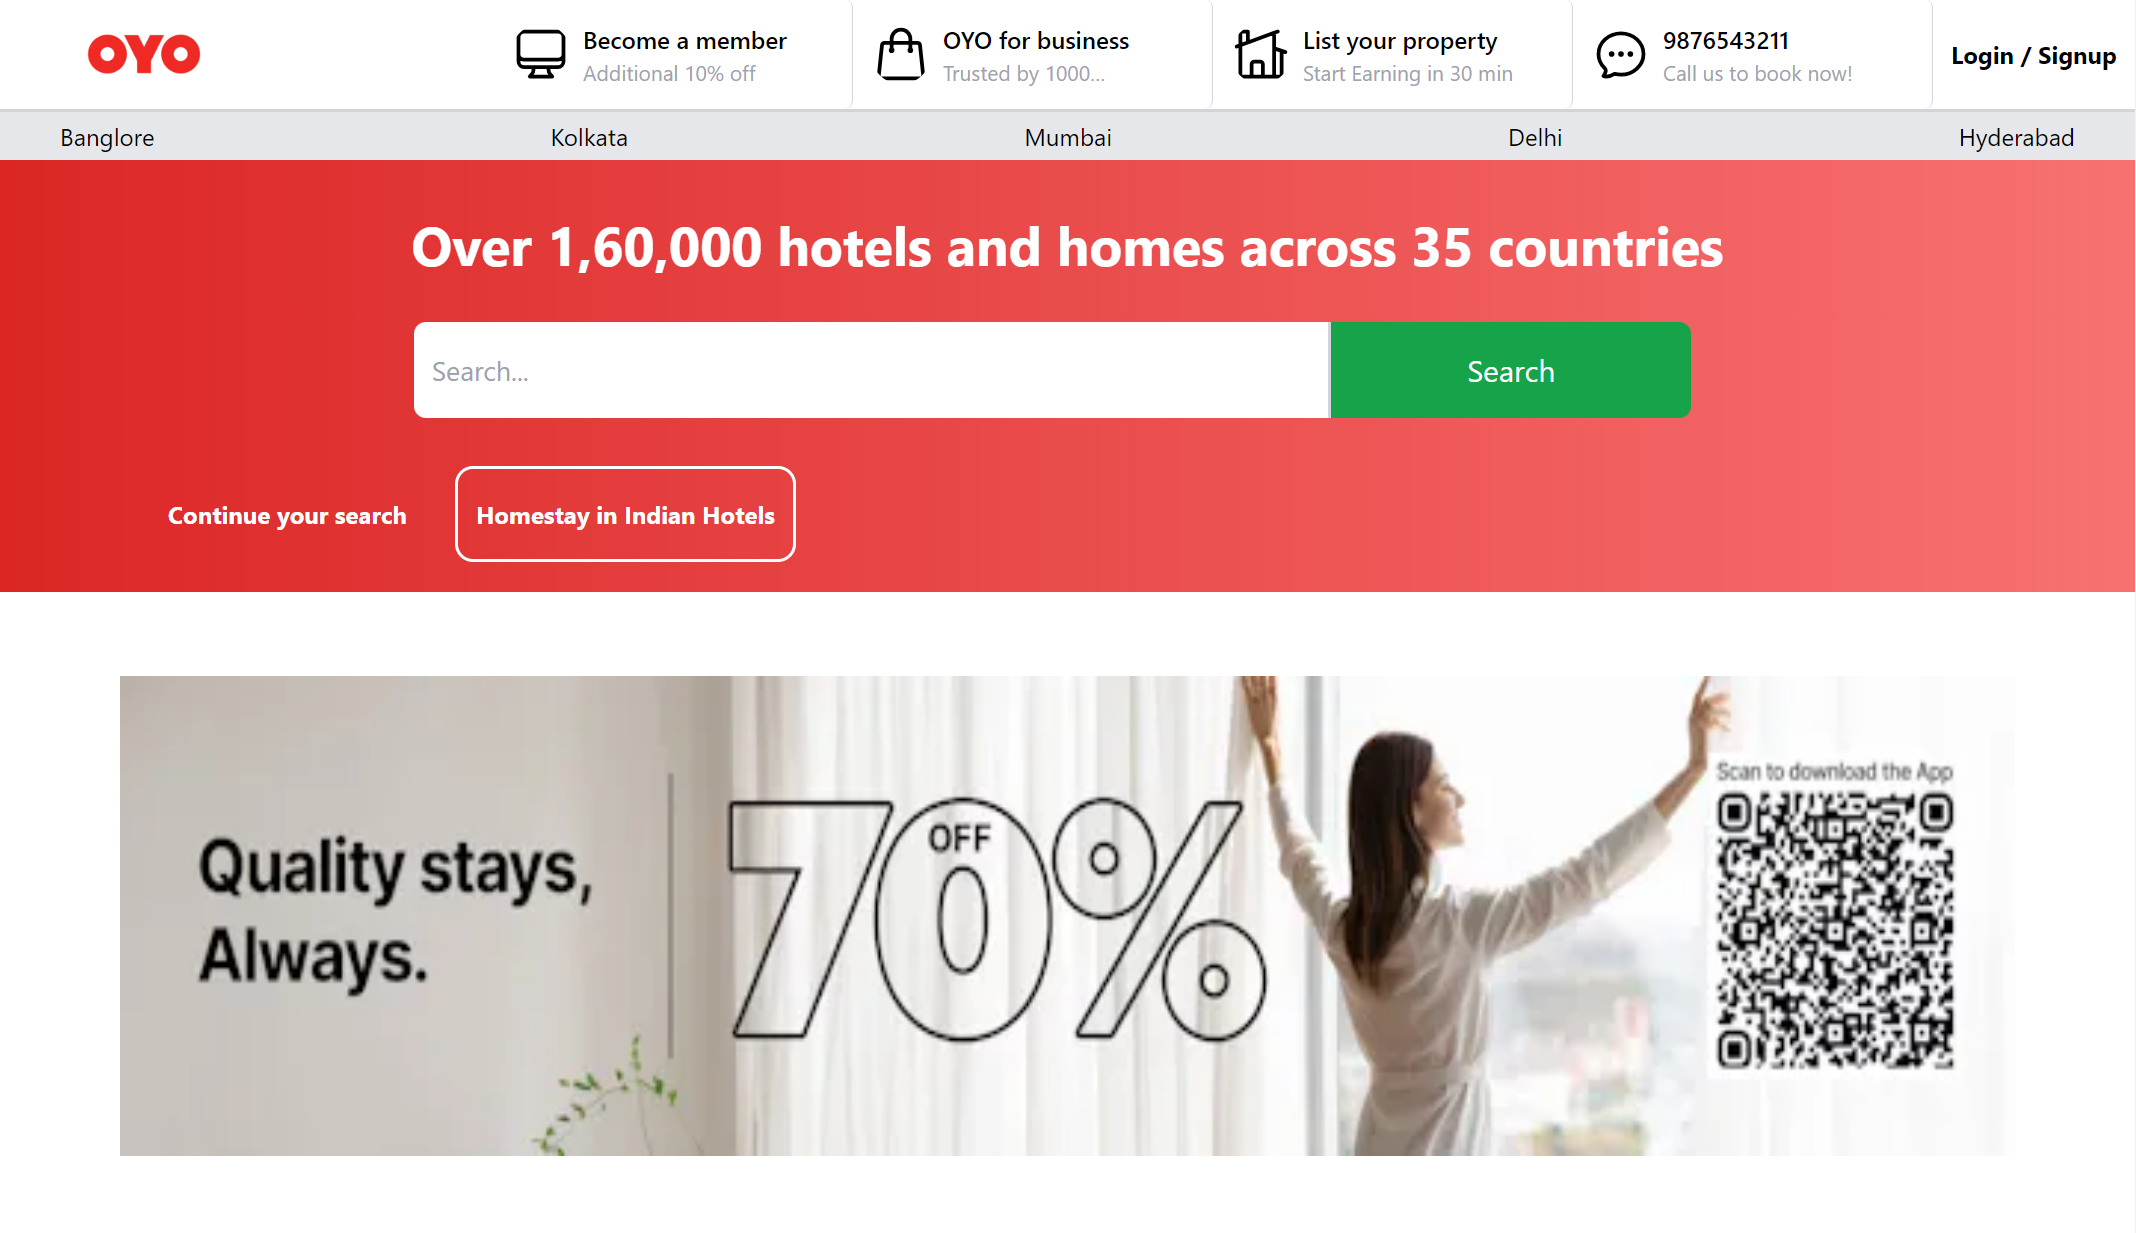 OYO
Become a member
Additional 10% off
OYO for business
Trusted by 1000...
List your property
Start Earning in 30 min
9876543211
Call us to book now!
Login / Signup
Banglore
Kolkata
Mumbai
Delhi
Hyderabad
Over 1,60,000 hotels and homes across 35 countries
Search...
Search
Continue your search
Homestay in Indian Hotels
Quality stays,
Always.
70%
OFF
Scan to download the App